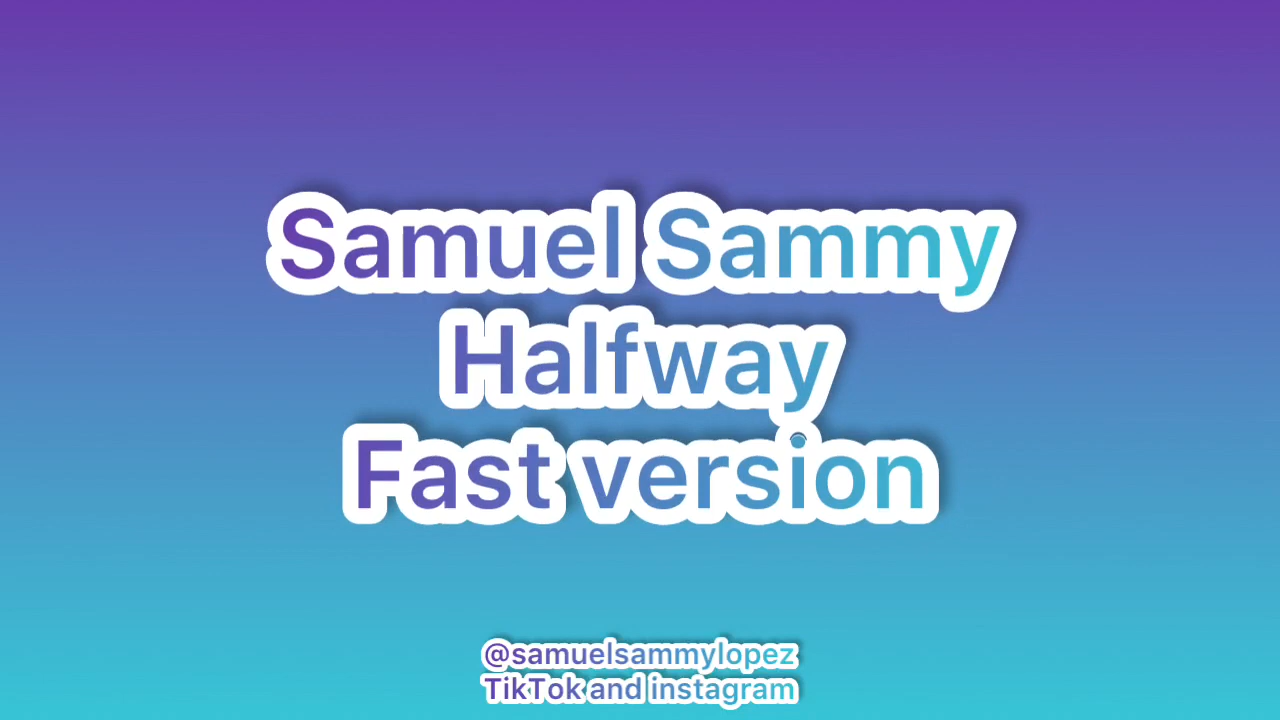 Samuel Sammy
Halfway
Fast version
@samuelsammylopez
TikTok and instagram